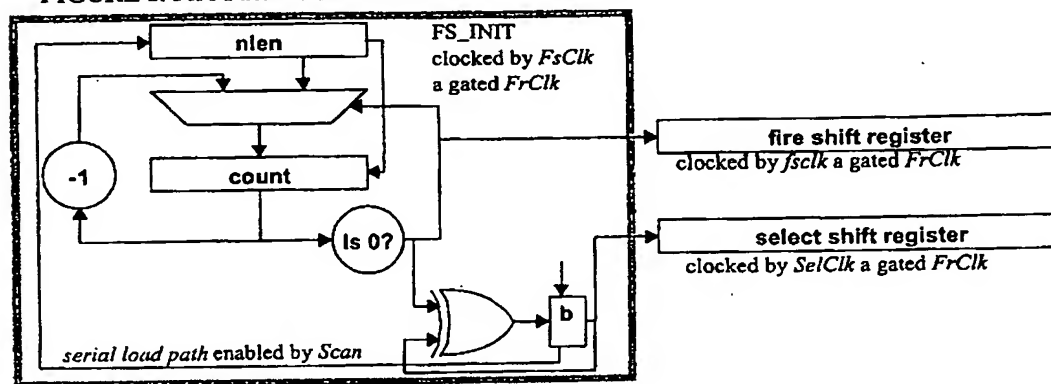 nlen
FS_INIT
clocked by FsClk
a gated FrClk
-1
count
Is 0?
fire shift register
clocked by fsclk a gated FrClk
select shift register
clocked by SelClk a gated FrClk
b
serial load path enabled by Scan